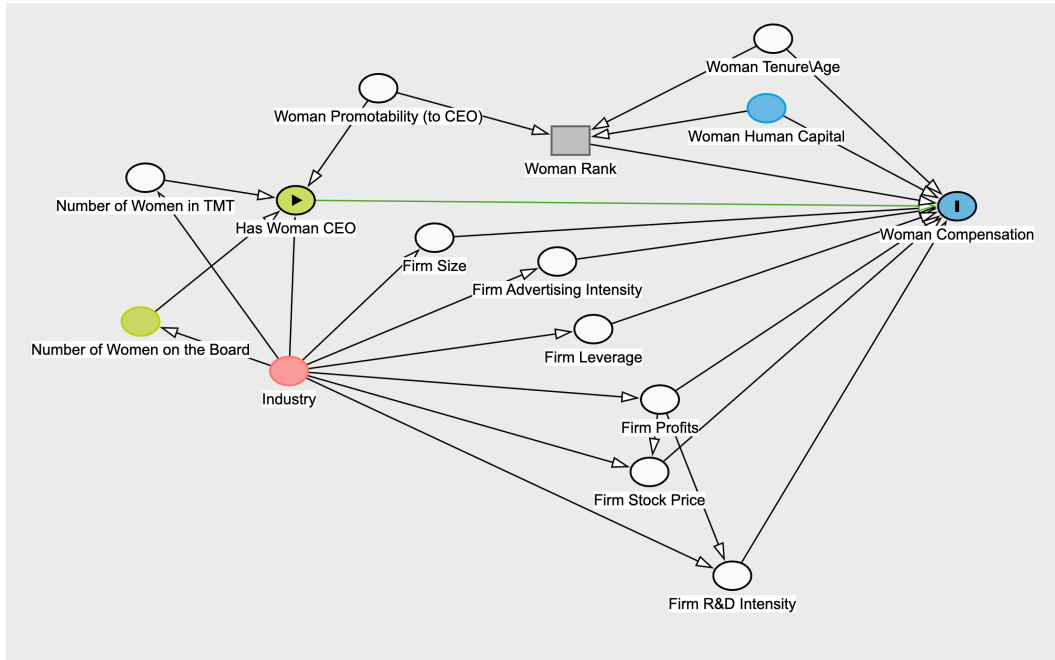 Woman Tenure\Age
Woman Promotability (to CEO)
Woman Human Capital
Woman Rank
Number of Women in TMT
Has Woman CEO
Woman Compensation
Firm Size
Firm Advertising Intensity
Number of Women on the Board
Firm Leverage
Industry
Firm Profits
Firm Stock Price
Firm R&D Intensity